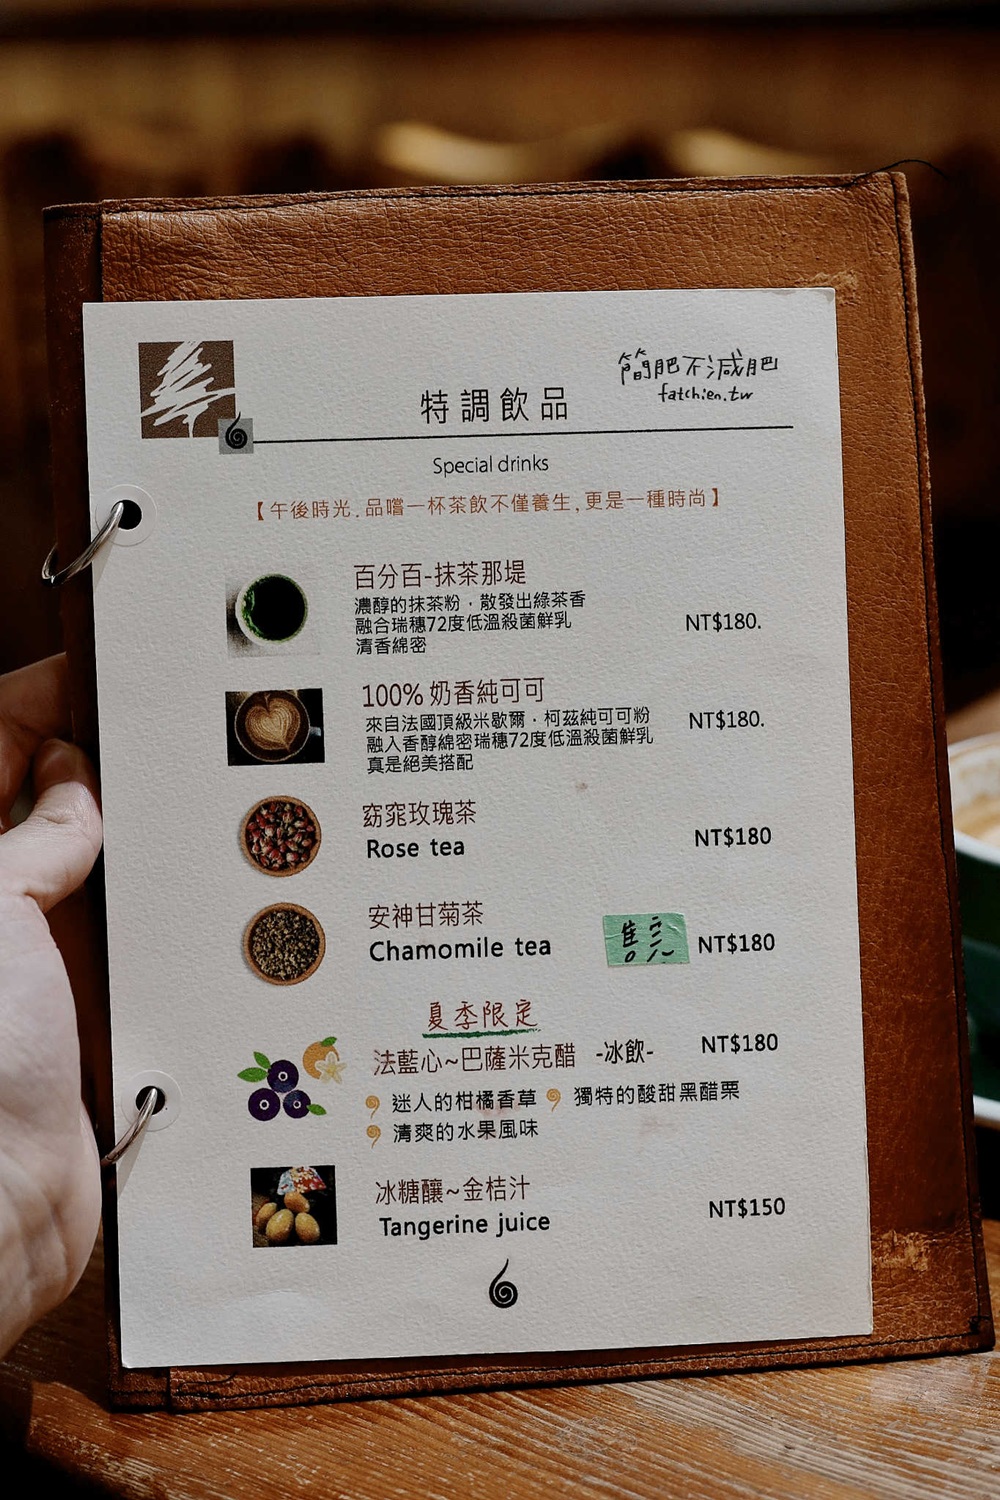 簡肥不減肥
fatchien.tw
特調飲品
Special drinks
【午後時光.品嚐一杯茶飲不僅養生,更是一種時尚】
百分百-抹茶那堤
濃醇的抹茶粉．散發出綠茶香
融合瑞穗72度低溫殺菌鮮乳
清香綿密
NT$180.
100% 奶香純可可
來自法國頂級米歇爾．柯茲純可可粉
融入香醇綿密瑞穗72度低溫殺菌鮮乳
真是絕美搭配
NT$180.
窈窕玫瑰茶
Rose tea
NT$180
安神甘菊茶
Chamomile tea
售完
NT$180
夏季限定
法藍心~巴薩米克醋 -冰飲-
NT$180
迷人的柑橘香草 獨特的酸甜黑醋栗
清爽的水果風味
冰糖釀~金桔汁
Tangerine juice
NT$150